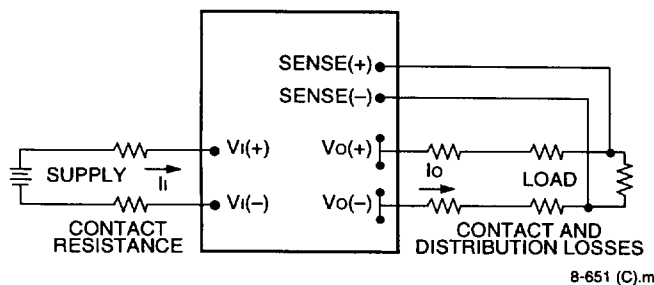 SENSE(+)
SENSE(–)
VI(+)
VO(+)
SUPPLY
II
IO
LOAD
VI(–)
VO(–)
CONTACT
RESISTANCE
CONTACT AND
DISTRIBUTION LOSSES
8-651 (C).m